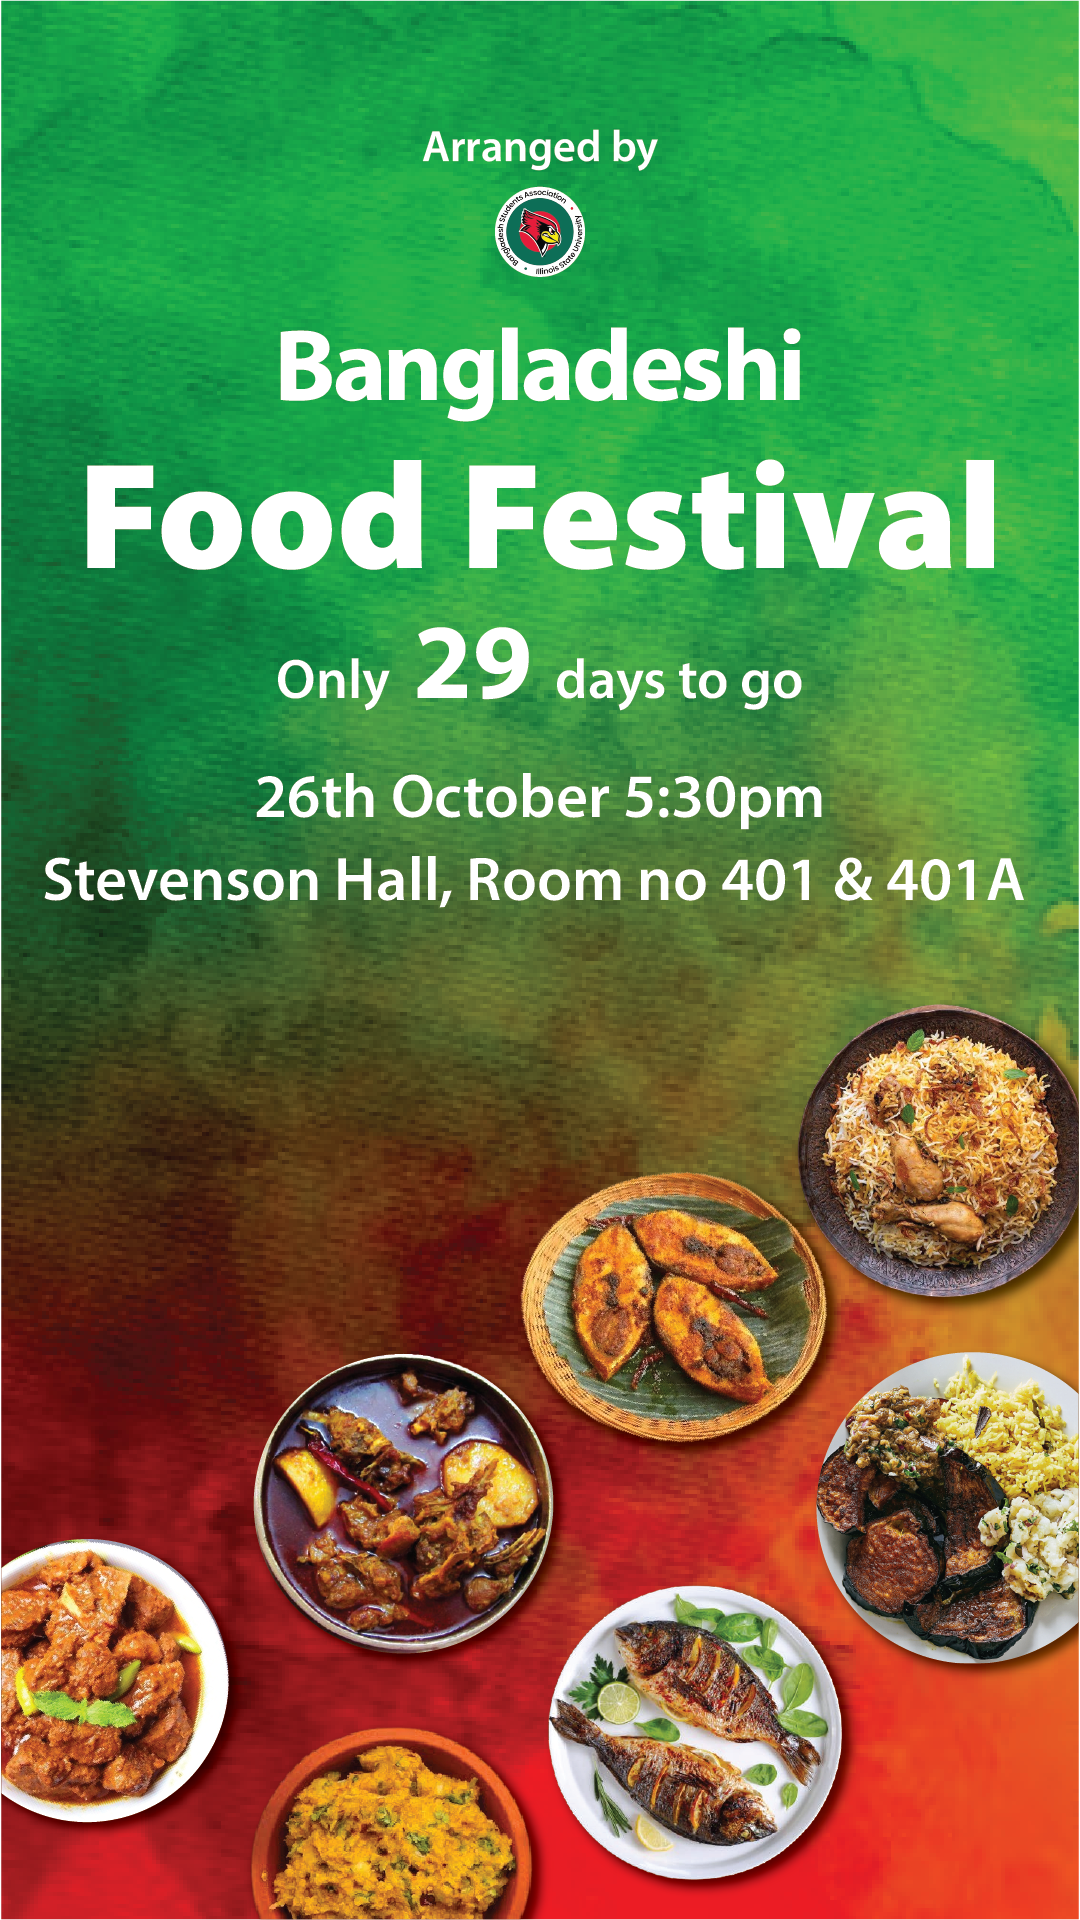 Arranged by
Bangladesh Students Association
Illinois State University
Bangladeshi
Food Festival
Only 29 days to go
26th October 5:30pm
Stevenson Hall, Room no 401 & 401A